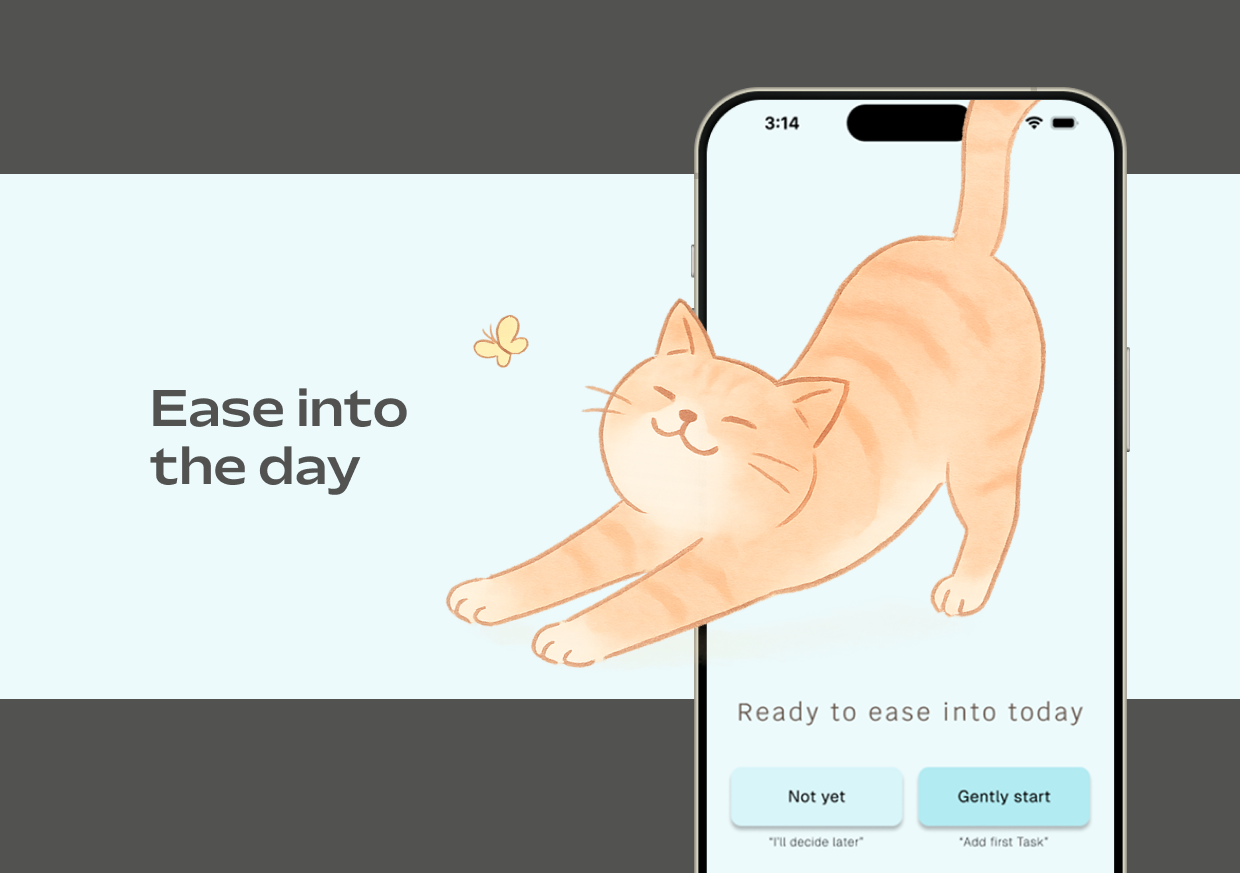 Ease into
the day
3:14
Ready to ease into today
Not yet
Gently start
"I'll decide later"
"Add first Task"